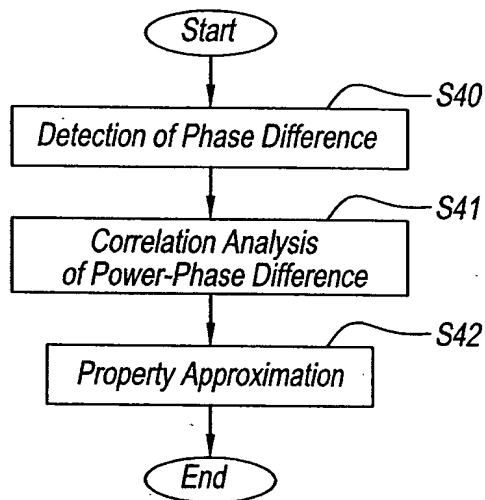 Start
S40
Detection of Phase Difference
S41
Correlation Analysis
of Power-Phase Difference
S42
Property Approximation
End